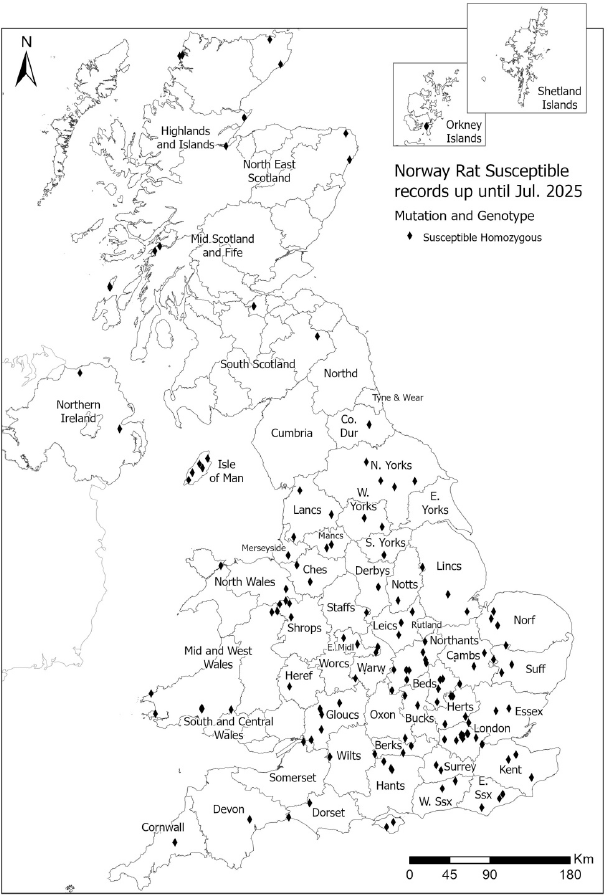 N
Shetland
Islands
Orkney
Islands
Norway Rat Susceptible
records up until Jul. 2025
Mutation and Genotype
Susceptible Homozygous
Highlands
and Islands
North East
Scotland
Mid Scotland
and Fife
South Scotland
Northd
Tyne & Wear
Northern
Ireland
Co.
Dur
Cumbria
Isle
of Man
N. Yorks
Lancs
W.
Yorks
E.
Yorks
Mancs
Merseyside
S. Yorks
Ches
Derbys
Lincs
North Wales
Notts
Staffs
Shrops
Leics
Rutland
Norf
E.Midl
Northants
Mid and West
Wales
Worcs
Warw
Cambs
Suff
Heref
Beds
South and Central
Wales
Gloucs
Oxon
Bucks
Herts
Essex
London
Berks
Wilts
Surrey
Kent
Somerset
Hants
W. Ssx
E.
Ssx
Devon
Dorset
Cornwall
Km
0 45 90 180